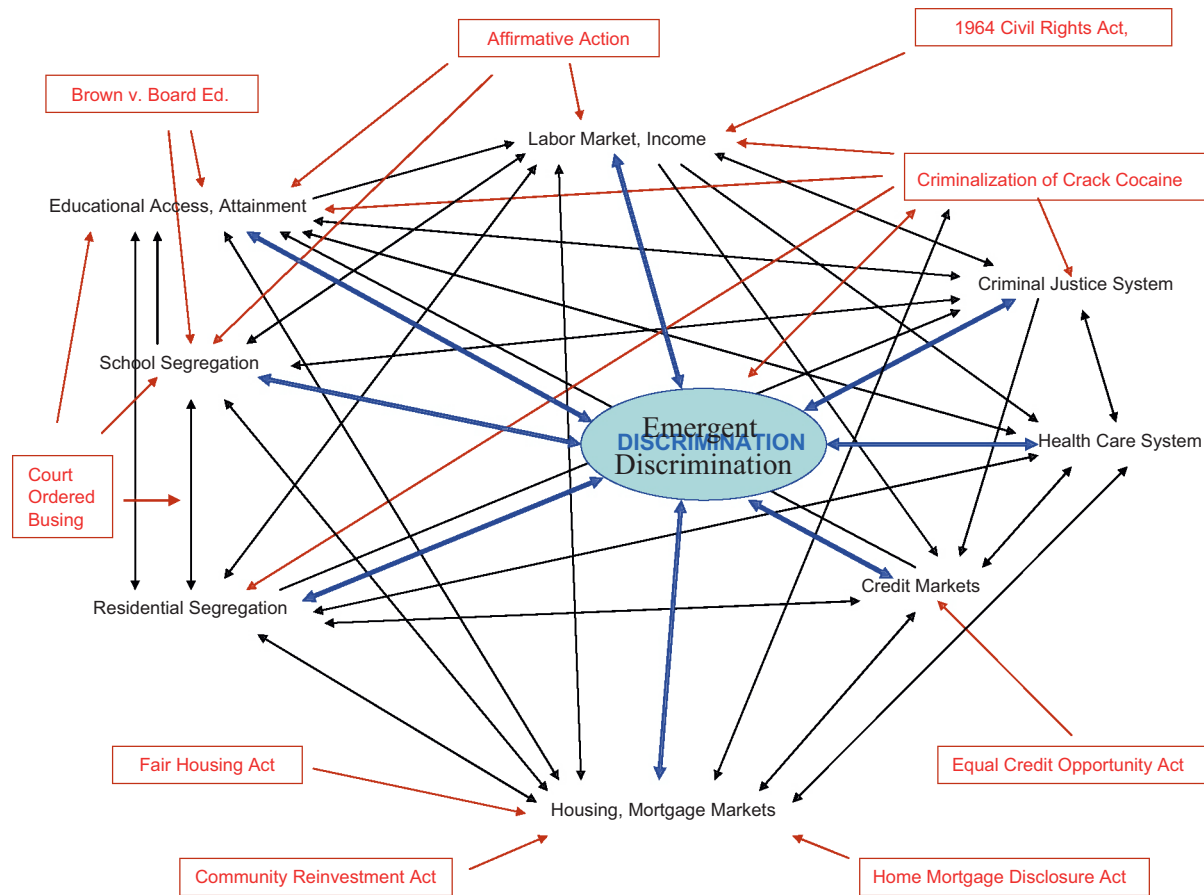 Affirmative Action
1964 Civil Rights Act,
Brown v. Board Ed.
Labor Market, Income
Criminalization of Crack Cocaine
Educational Access, Attainment
Criminal Justice System
School Segregation
Emergent
DISCRIMINATION
Discrimination
Health Care System
Court
Ordered
Busing
Credit Markets
Residential Segregation
Fair Housing Act
Equal Credit Opportunity Act
Housing, Mortgage Markets
Community Reinvestment Act
Home Mortgage Disclosure Act